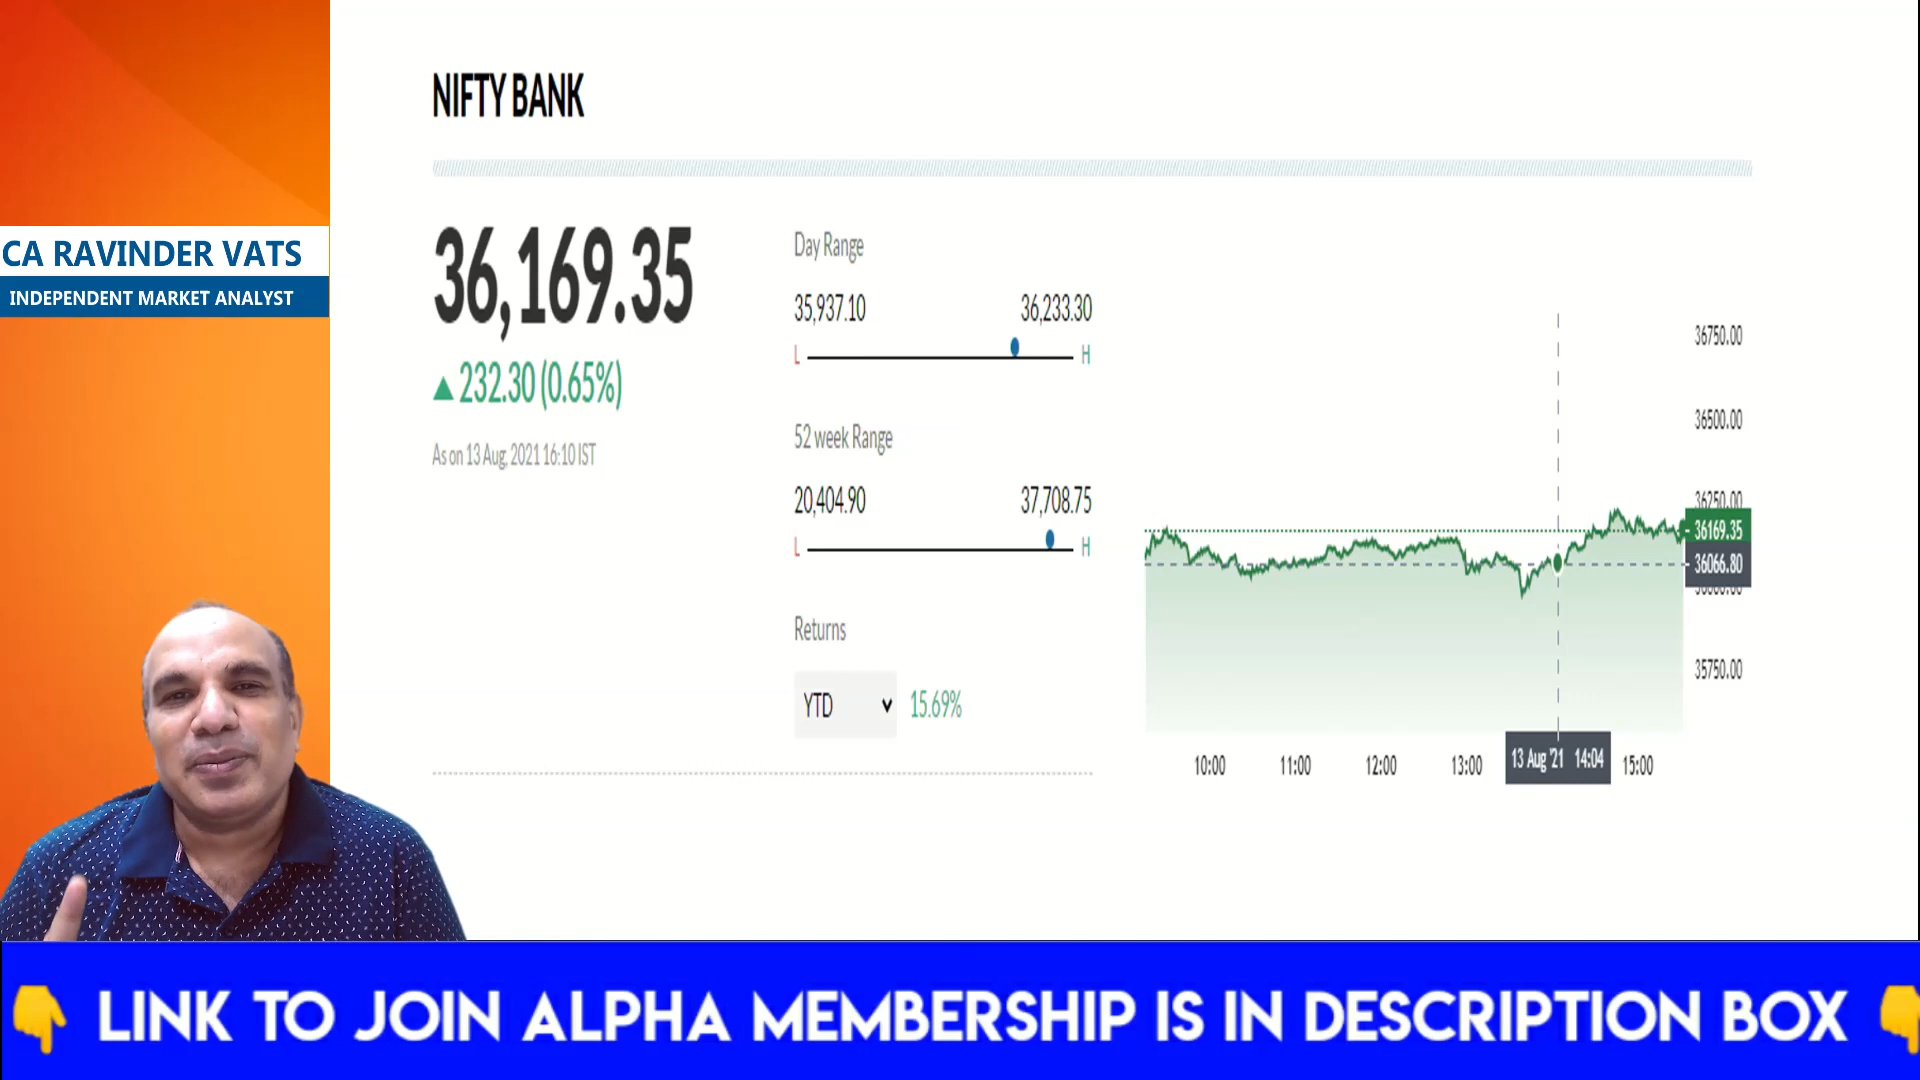 NIFTY BANK
CA RAVINDER VATS
INDEPENDENT MARKET ANALYST
36,169.35
▲ 232.30 (0.65%)
As on 13 Aug, 2021 16:10 IST
Day Range
35,937.10 36,233.30
L H
52 week Range
20,404.90 37,708.75
L H
Returns
YTD 15.69%
36750.00
36500.00
36250.00
36169.35
36066.80
35750.00
10:00 11:00 12:00 13:00 13 Aug '21 14:04 15:00
LINK TO JOIN ALPHA MEMBERSHIP IS IN DESCRIPTION BOX